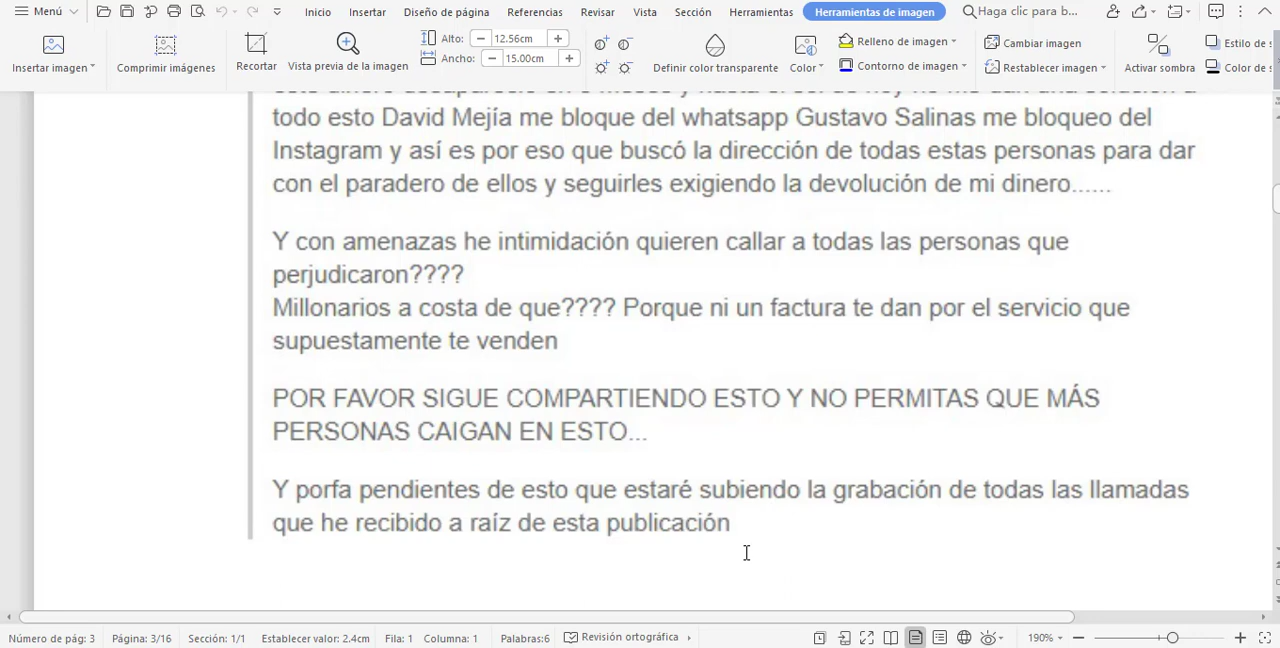 Menú Inicio Insertar Diseño de página Referencias Revisar Vista Sección Herramientas Herramientas de imagen Haga clic para b...
Insertar imagen Comprimir imágenes Recortar Vista previa de la imagen Alto: 12.56cm Definir color transparente Color Relleno de imagen Cambiar imagen Activar sombra Estilo de s
Ancho: 15.00cm Contorno de imagen Restablecer imagen Color de s
todo esto David Mejía me bloque del whatsapp Gustavo Salinas me bloqueo del
Instagram y así es por eso que buscó la dirección de todas estas personas para dar
con el paradero de ellos y seguirles exigiendo la devolución de mi dinero......
Y con amenazas he intimidación quieren callar a todas las personas que
perjudicaron????
Millonarios a costa de que???? Porque ni un factura te dan por el servicio que
supuestamente te venden
POR FAVOR SIGUE COMPARTIENDO ESTO Y NO PERMITAS QUE MÁS
PERSONAS CAIGAN EN ESTO...
Y porfa pendientes de esto que estaré subiendo la grabación de todas las llamadas
que he recibido a raíz de esta publicación
Número de pág: 3 Página: 3/16 Sección: 1/1 Establecer valor: 2.4cm Fila: 1 Columna: 1 Palabras:6 Revisión ortográfica 190%